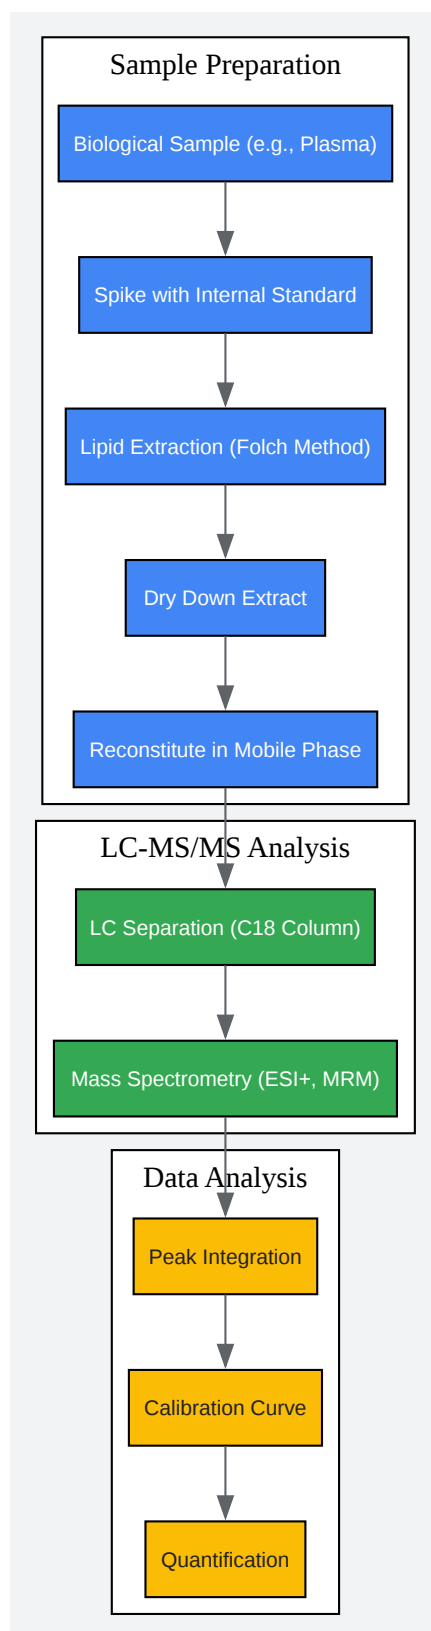 Sample Preparation
Biological Sample (e.g., Plasma)
Spike with Internal Standard
Lipid Extraction (Folch Method)
Dry Down Extract
Reconstitute in Mobile Phase
LC-MS/MS Analysis
LC Separation (C18 Column)
Mass Spectrometry (ESI+, MRM)
Data Analysis
Peak Integration
Calibration Curve
Quantification